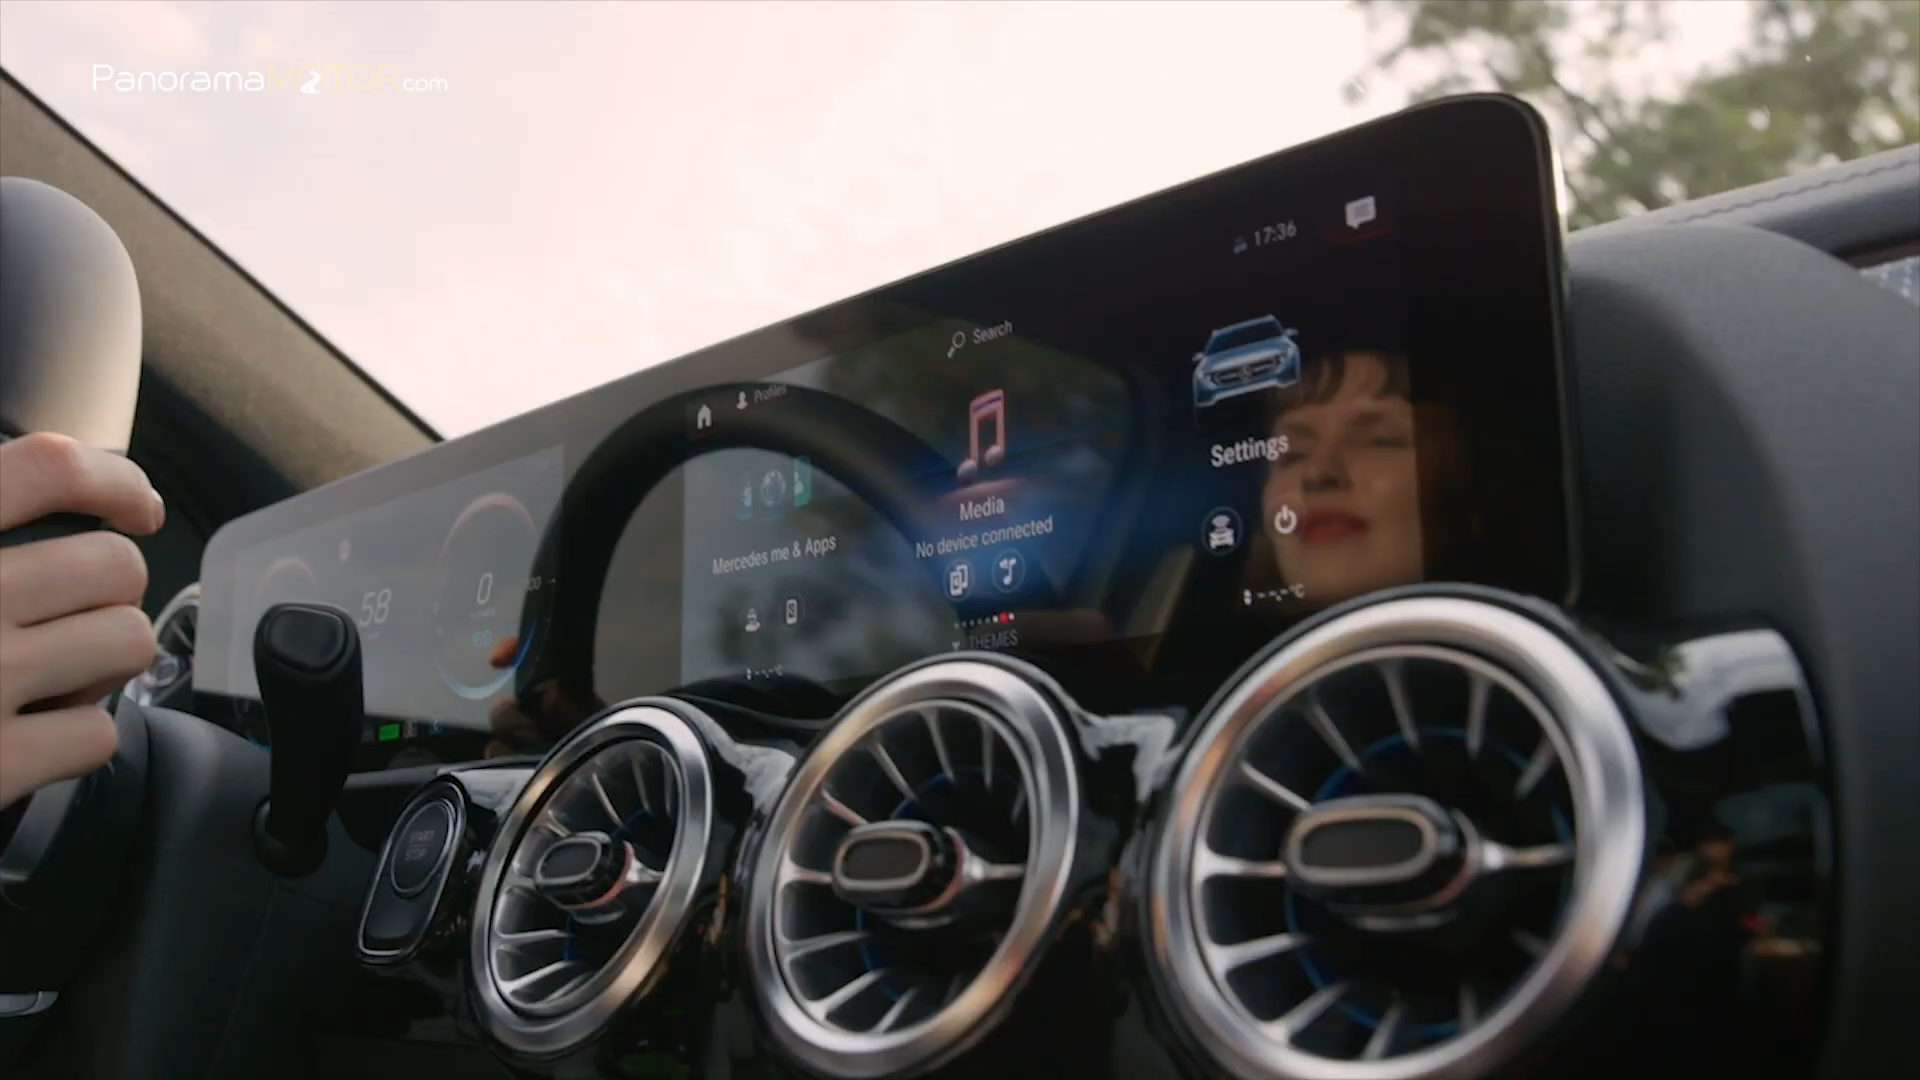 PanoramaMOTOR.com
17:36
Search
Profiles
Settings
Media
No device connected
Mercedes me & Apps
58
0
THEMES
START
STOP